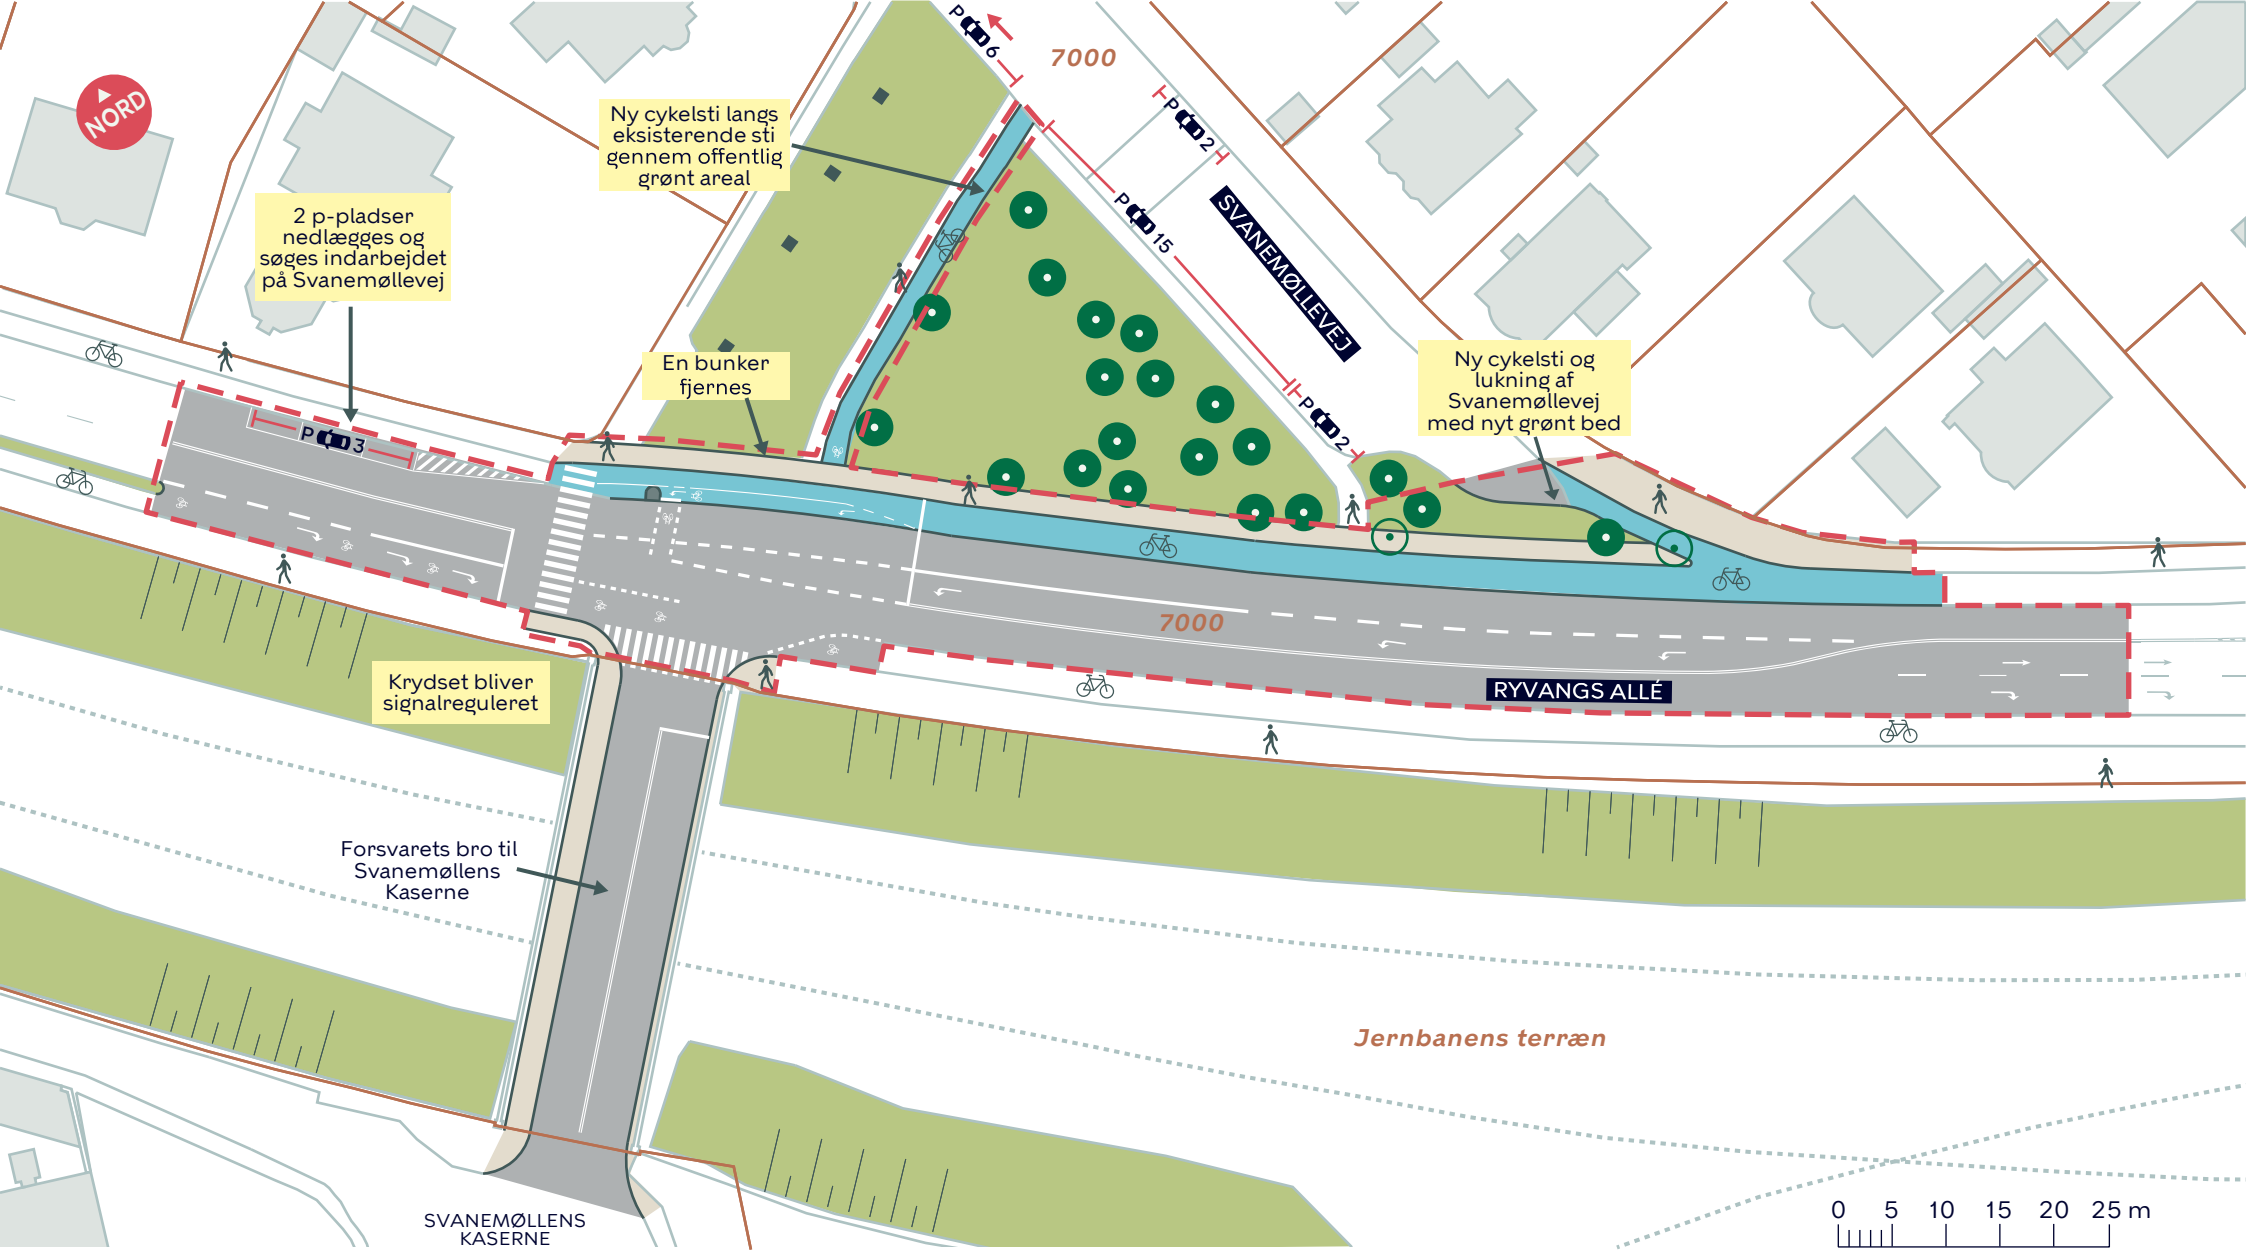 NORD
2 p-pladser
nedlægges og
søges indarbejdet
på Svanemøllevej
Ny cykelsti langs
eksisterende sti
gennem offentlig
grønt areal
En bunker
fjernes
P 6
7000
P 2
P 15
SVANEMØLLEVEJ
P 2
Ny cykelsti og
lukning af
Svanemøllevej
med nyt grønt bed
P 3
7000
RYVANGS ALLÉ
Krydset bliver
signalreguleret
Forsvarets bro til
Svanemøllens
Kaserne
Jernbanens terræn
SVANEMØLLENS
KASERNE
0 5 10 15 20 25 m